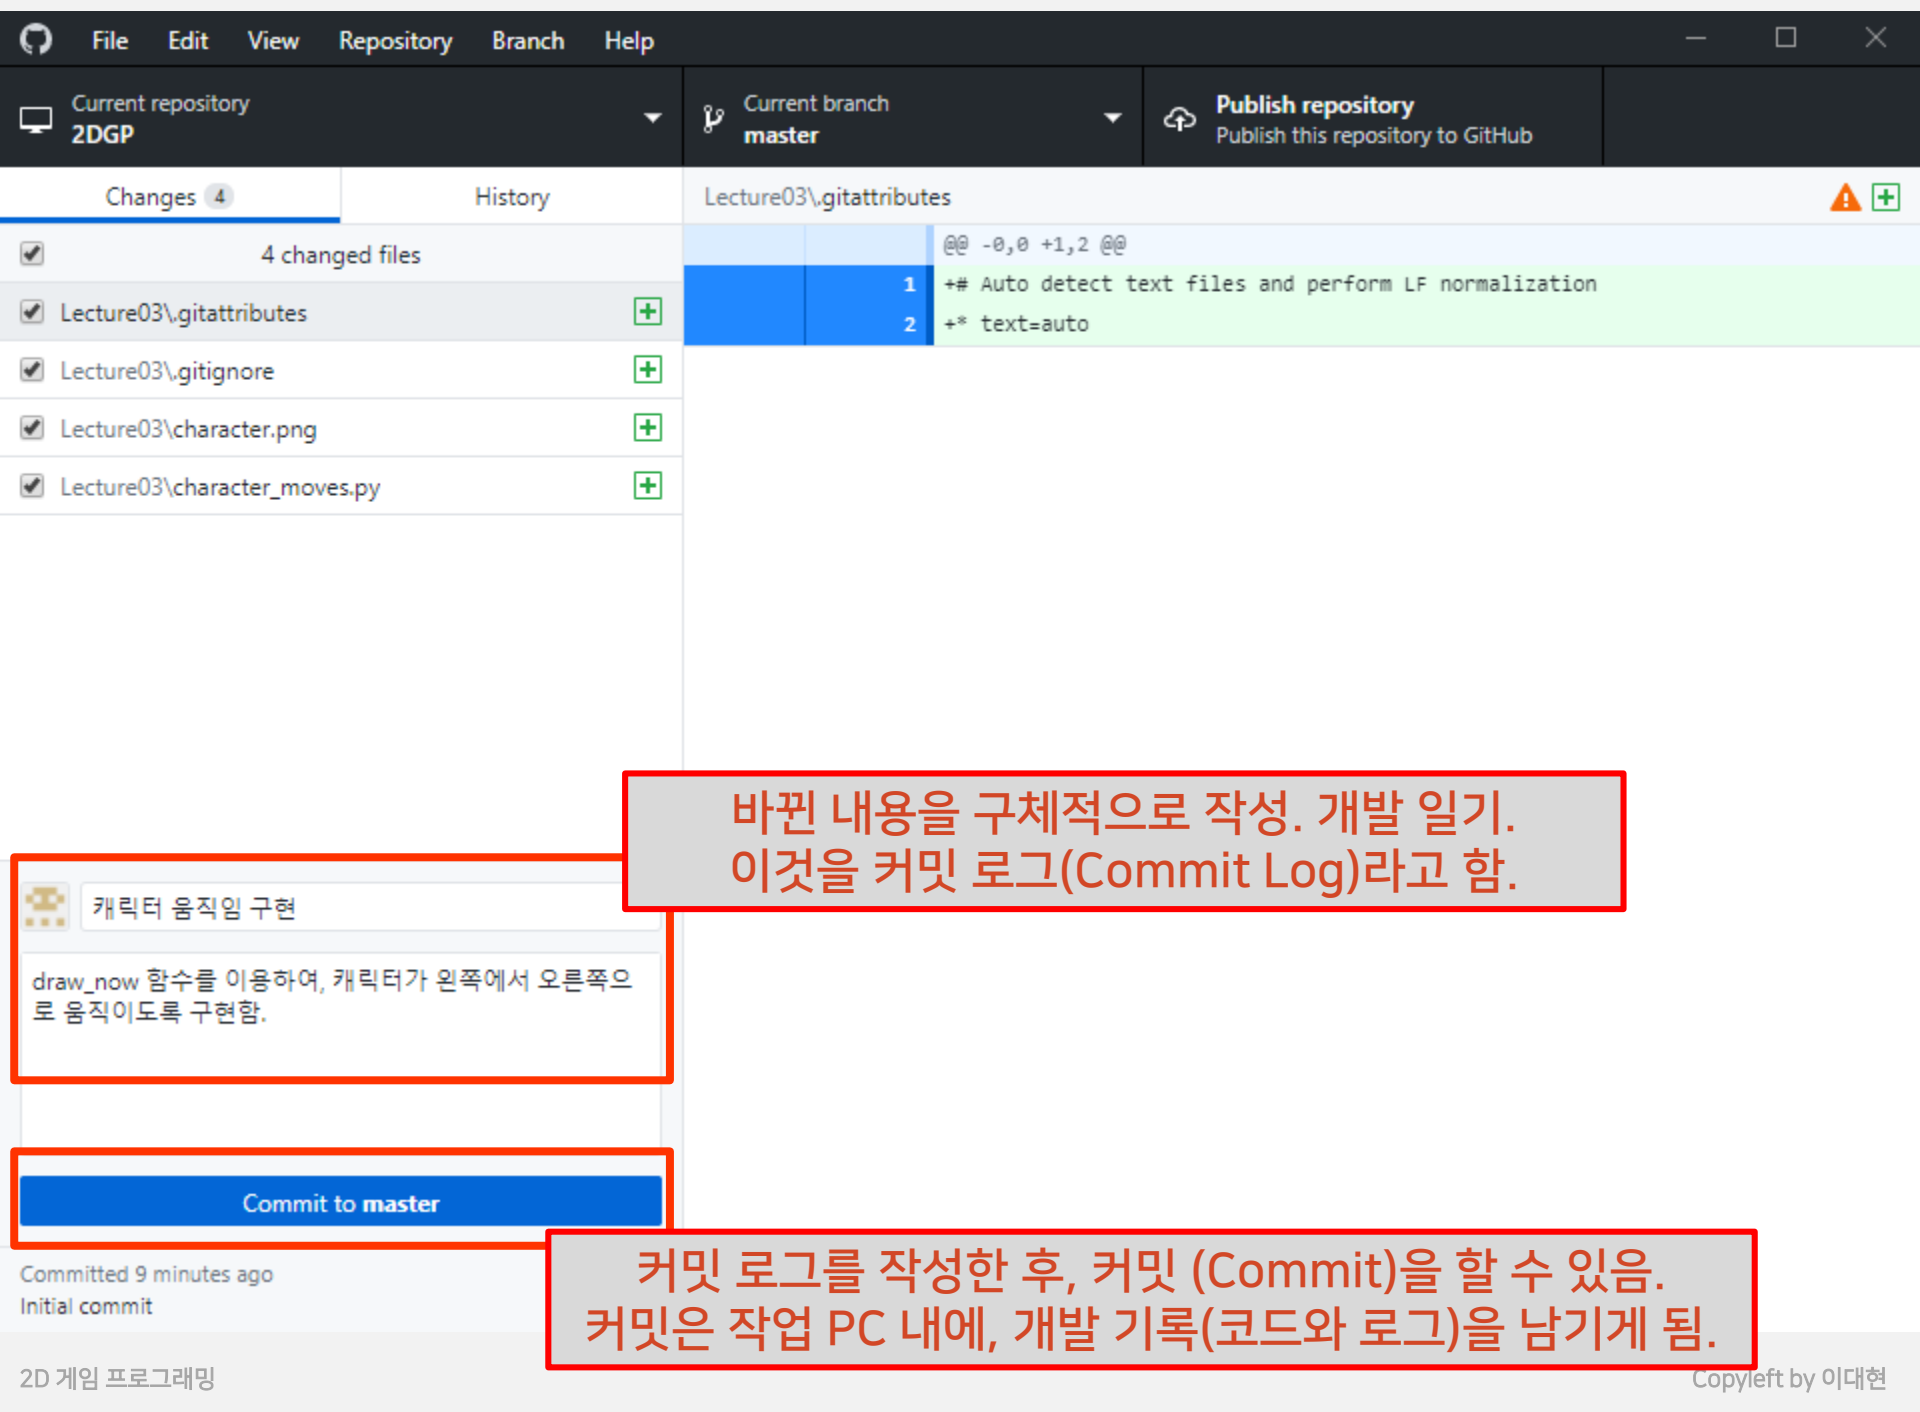 File Edit View Repository Branch Help
Current repository
2DGP
Current branch
master
Publish repository
Publish this repository to GitHub
Changes 4
History
Lecture03\.gitattributes
4 changed files
Lecture03\.gitattributes
Lecture03\.gitignore
Lecture03\character.png
Lecture03\character_moves.py
@@ -0,0 +1,2 @@
1 +# Auto detect text files and perform LF normalization
2 +* text=auto
바뀐 내용을 구체적으로 작성. 개발 일기.
이것을 커밋 로그(Commit Log)라고 함.
캐릭터 움직임 구현
draw_now 함수를 이용하여, 캐릭터가 왼쪽에서 오른쪽으
로 움직이도록 구현함.
Commit to master
커밋 로그를 작성한 후, 커밋 (Commit)을 할 수 있음.
커밋은 작업 PC 내에, 개발 기록(코드와 로그)을 남기게 됨.
Committed 9 minutes ago
Initial commit
2D 게임 프로그래밍
Copyleft by 이대현